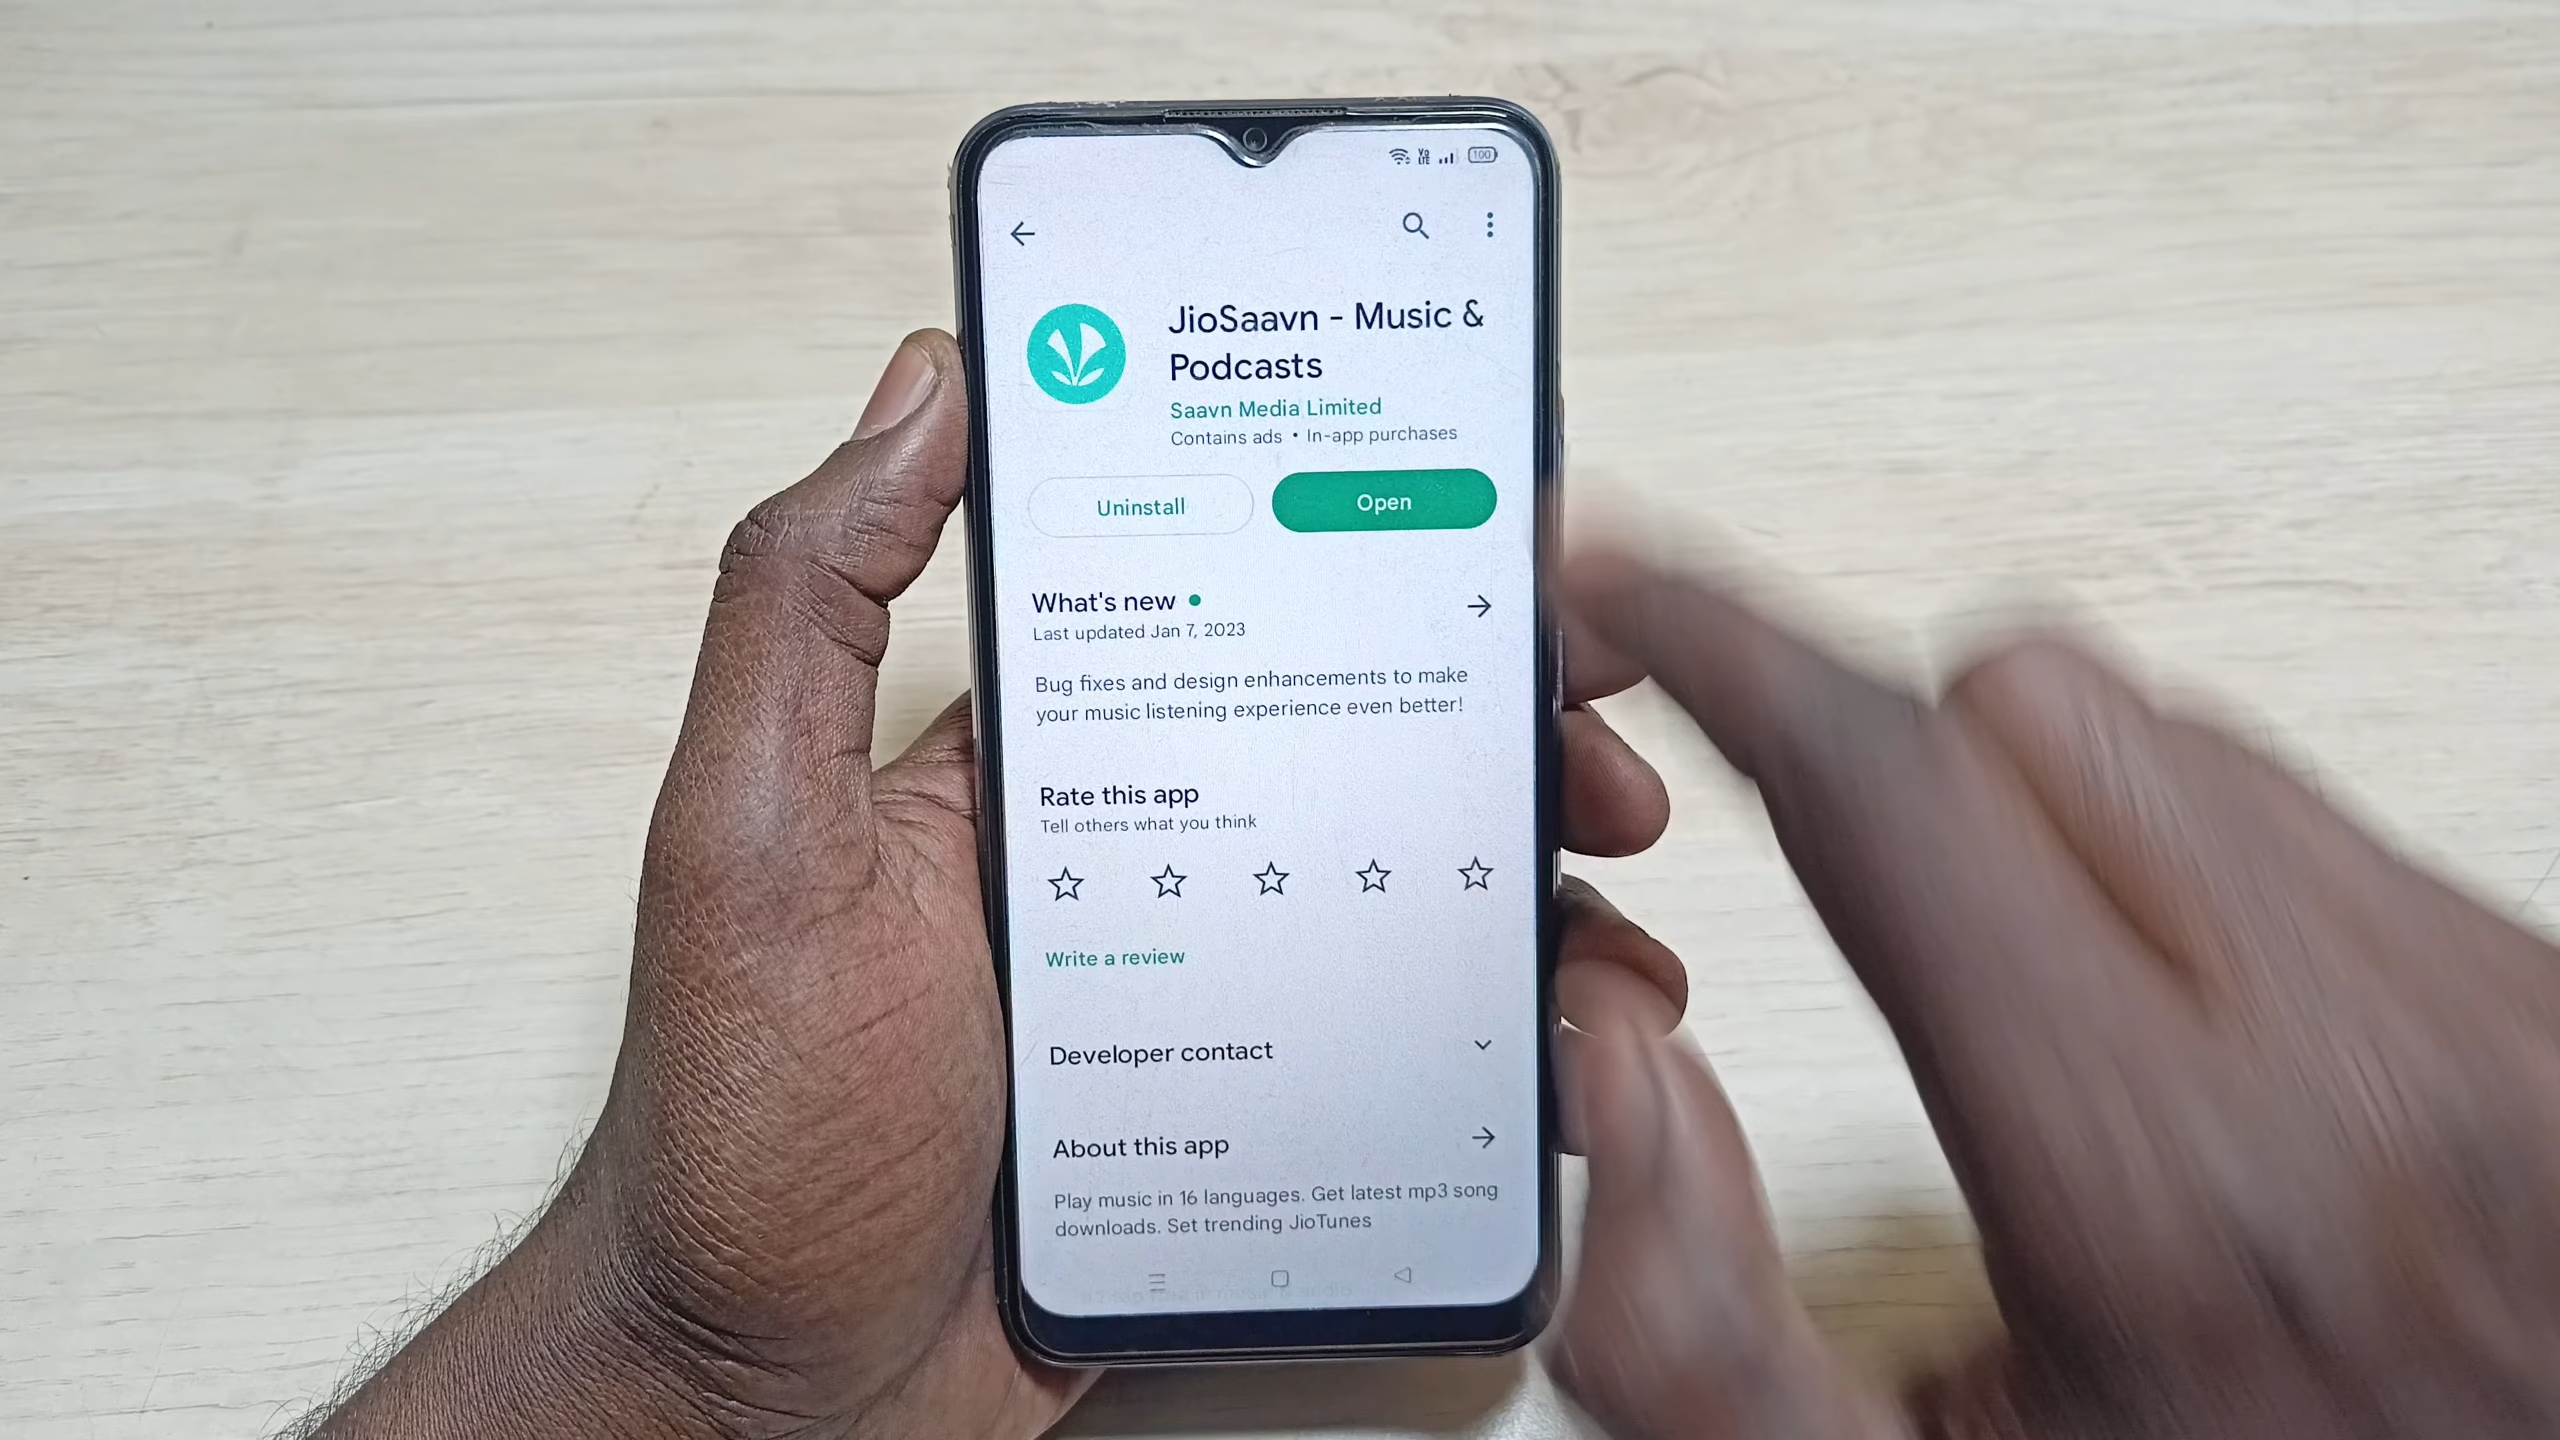 Vo
LTE
100
JioSaavn - Music &
Podcasts
Saavn Media Limited
Contains ads • In-app purchases
Uninstall
Open
What's new
Last updated Jan 7, 2023
Bug fixes and design enhancements to make
your music listening experience even better!
Rate this app
Tell others what you think
Write a review
Developer contact
About this app
Play music in 16 languages. Get latest mp3 song
downloads. Set trending JioTunes